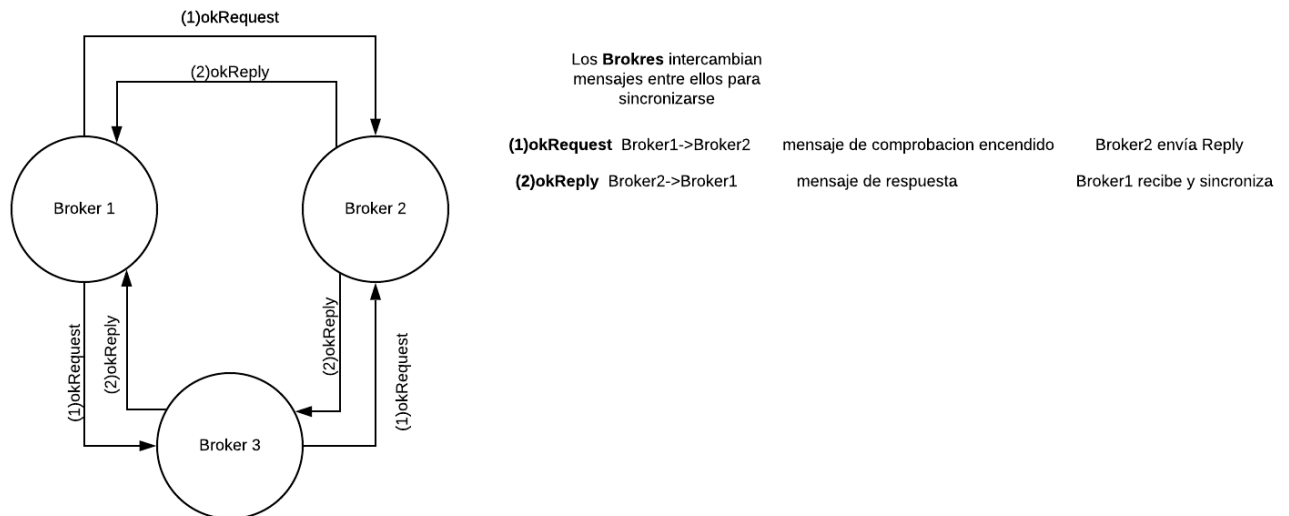 (1)okRequest
(2)okReply
Broker 1
Broker 2
(1)okRequest
(2)okReply
(2)okReply
(1)okRequest
Broker 3
Los Brokres intercambian
mensajes entre ellos para
sincronizarse
(1)okRequest Broker1->Broker2 mensaje de comprobacion encendido Broker2 envía Reply
(2)okReply Broker2->Broker1 mensaje de respuesta Broker1 recibe y sincroniza